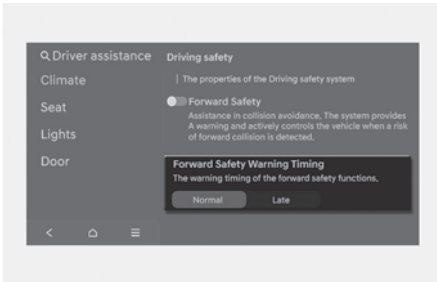 Driver assistance
Climate
Seat
Lights
Door
Driving safety
The properties of the Driving safety system
Forward Safety
Assistance in collision avoidance, The system provides
A warning and actively controls the vehicle when a risk
of forward collision is detected,
Forward Safety Warning Timing
The warning timing of the forward safety functions,
Normal
Late